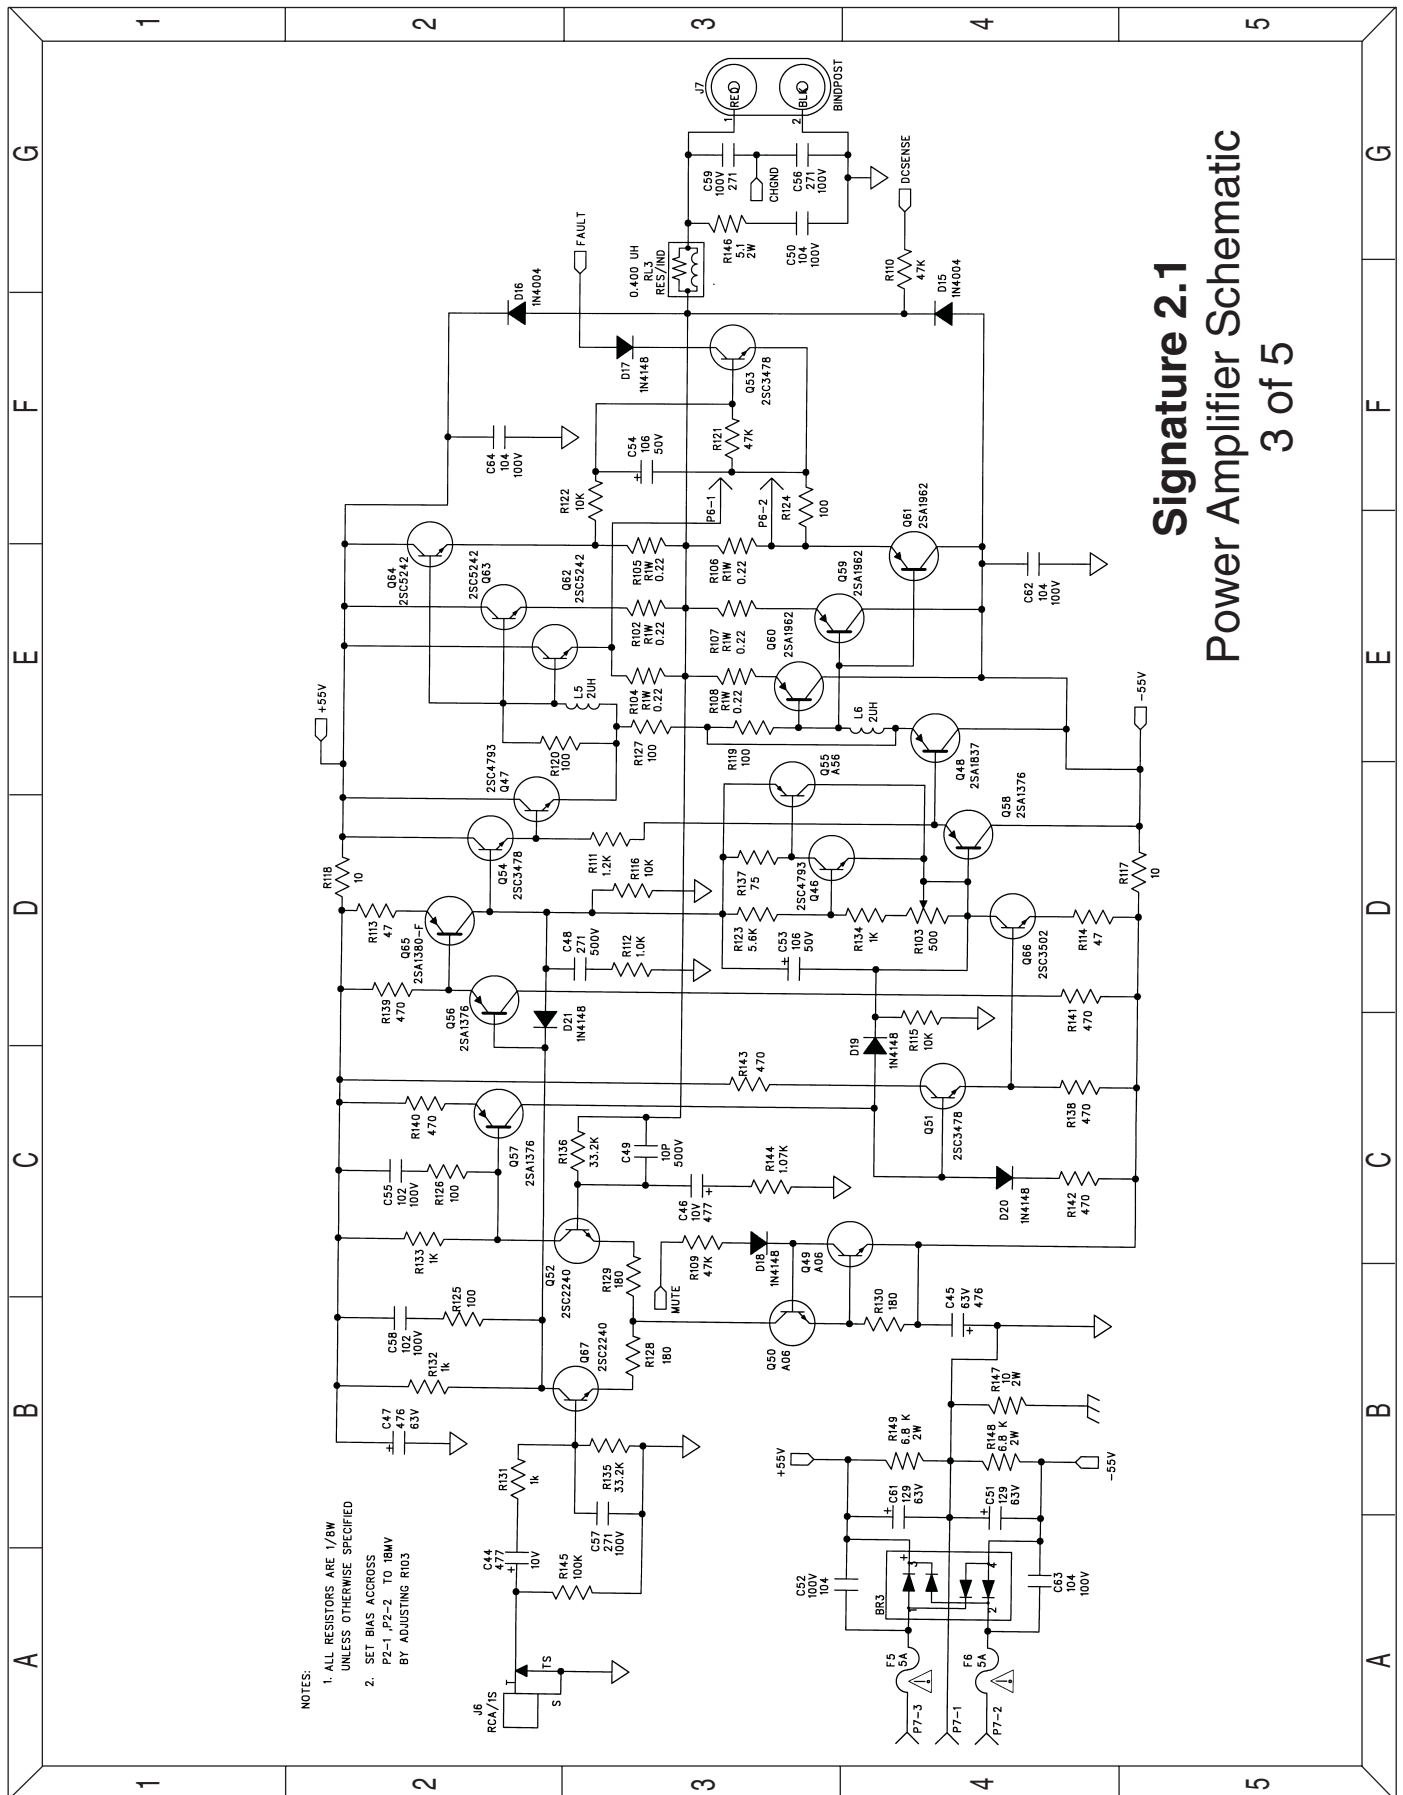 1
2
3
4
5
A
B
C
D
E
F
G
NOTES:
1. ALL RESISTORS ARE 1/8W
UNLESS OTHERWISE SPECIFIED
2. SET BIAS ACCROSS
P2-1 ,P2-2 TO 18MV
BY ADJUSTING R103
J6
RCA/1S
T
TS
S
C44
477
10V
R145
100K
R131
1k
C57
271
100V
R135
33.2K
C47
476
63V
R132
1k
C58
102
100V
R125
100
Q67
2SC2240
R128
180
R129
180
Q52
2SC2240
R133
1K
C55
102
100V
R126
100
R140
470
Q57
2SA1376
R136
33.2K
C49
10P
500V
C46
10V
477
R144
1.07K
MUTE
R109
47K
D18
1N4148
Q49
A06
Q50
A06
R130
180
C45
63V
476
R143
470
Q51
2SC3478
D20
1N4148
R142
470
R138
470
D19
1N4148
R115
10K
R141
470
R139
470
Q56
2SA1376
D21
1N4148
Q65
2SA1380-F
R113
47
R118
10
C48
271
500V
R112
1.0K
R116
10K
R111
1.2K
Q54
2SC3478
2SC4793
Q47
R123
5.6K
C53
106
50V
R137
75
2SC4793
Q46
R134
1K
R103
500
Q66
2SC3502
R114
47
R117
10
Q55
A56
Q58
2SA1376
Q48
2SA1837
+55V
-55V
R120
100
L5
2UH
R127
100
R119
100
L6
2UH
R104
R1W
0.22
R108
R1W
0.22
R102
R1W
0.22
R107
R1W
0.22
R105
R1W
0.22
R106
R1W
0.22
Q64
2SC5242
2SC5242
Q63
Q62
2SC5242
Q60
2SA1962
Q59
2SA1962
Q61
2SA1962
C62
104
100V
C64
104
100V
R122
10K
C54
106
50V
R121
47K
P6-1
P6-2
R124
100
Q53
2SC3478
D17
1N4148
FAULT
D16
1N4004
D15
1N4004
0.400 UH
RL3
RES/IND
R110
47K
DCSENSE
R146
5.1
2W
C50
104
100V
C59
100V
271
CHGND
C56
271
100V
J7
1
RED
2
BLK
BINDPOST
P7-3
P7-1
P7-2
F5
5A
F6
5A
BR3
1
2
3
4
+
C52
100V
104
C63
104
100V
C61
129
63V
C51
129
63V
+55V
-55V
R149
6.8 K
2W
R148
6.8 K
2W
R147
10
2W
Signature 2.1
Power Amplifier Schematic
3 of 5
A
B
C
D
E
F
G
1
2
3
4
5